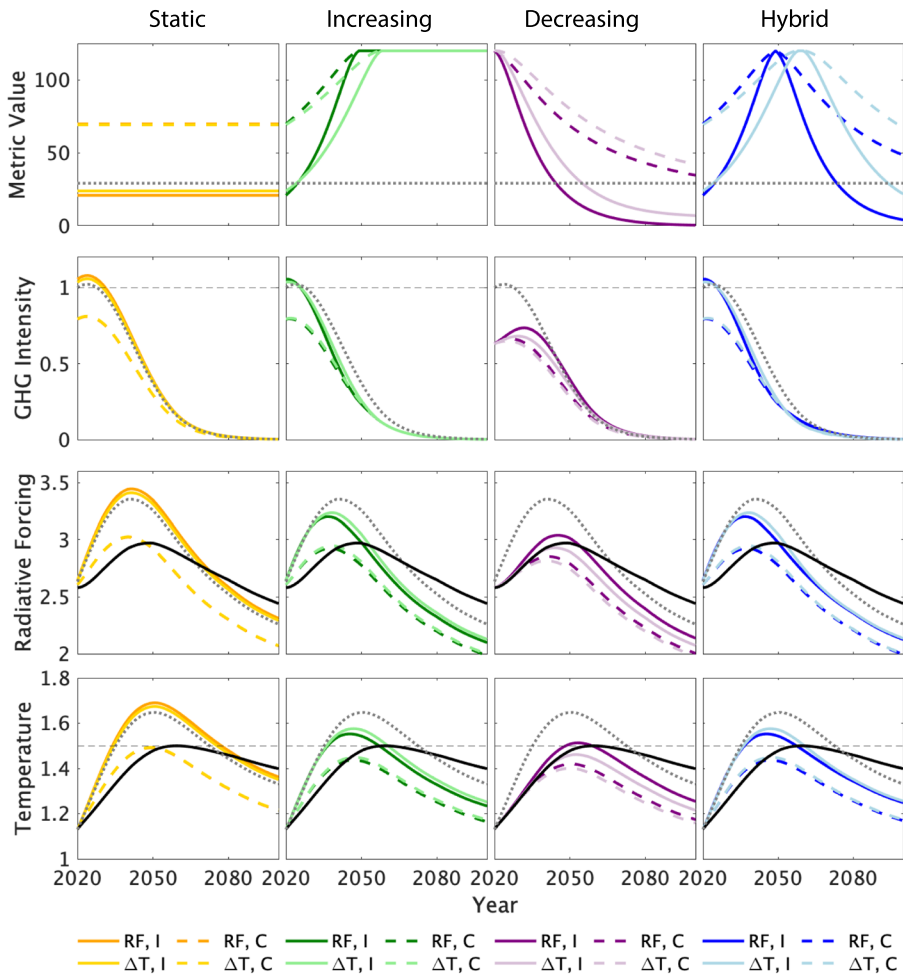 Static Increasing Decreasing Hybrid
Metric Value
100
50
0
GHG Intensity
1
0.5
0
Radiative Forcing
3.5
3
2.5
2
Temperature
1.8
1.6
1.4
1.2
1
2020 2050 2080 2020 2050 2080 2020 2050 2080 2020 2050 2080
Year
RF, I RF, C RF, I RF, C RF, I RF, C RF, I RF, C
ΔT, I ΔT, C ΔT, I ΔT, C ΔT, I ΔT, C ΔT, I ΔT, C